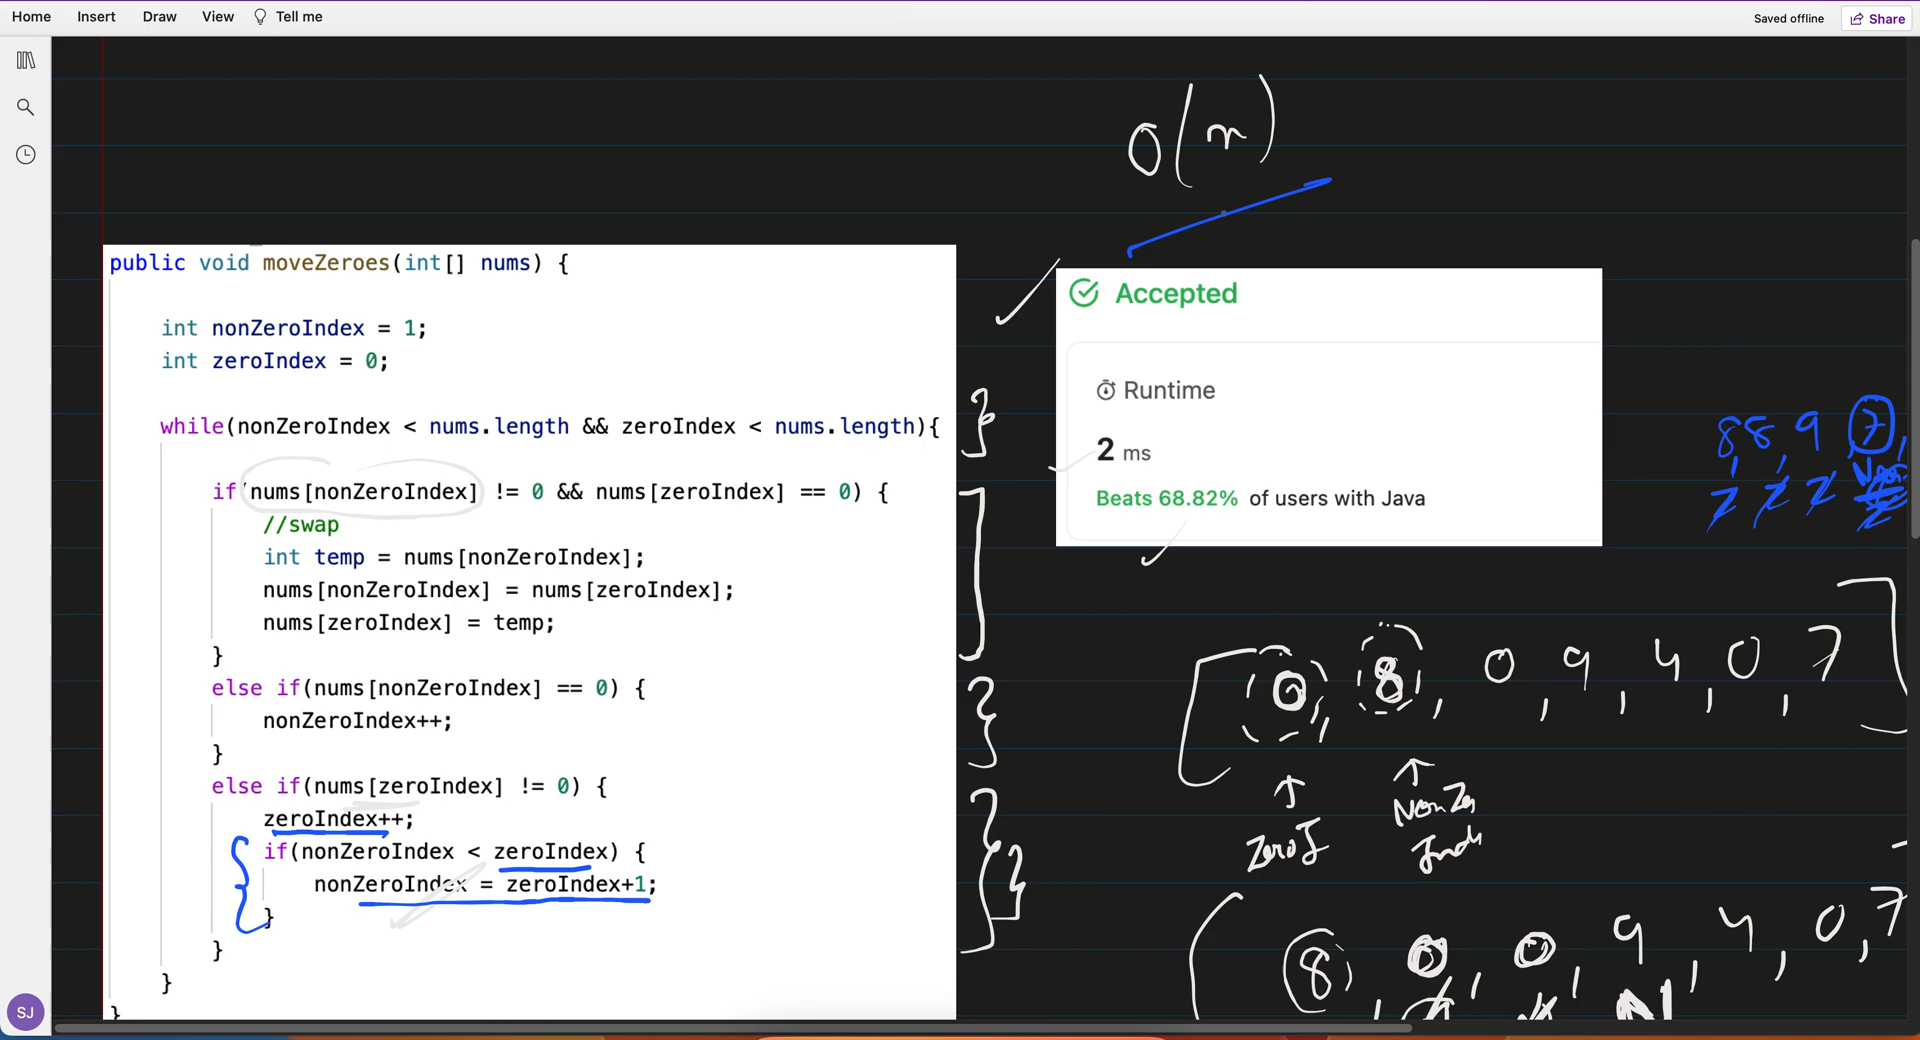 Home Insert Draw View Tell me Saved offline Share
O(n)
public void moveZeroes(int[] nums) {
int nonZeroIndex = 1;
int zeroIndex = 0;
while(nonZeroIndex < nums.length && zeroIndex < nums.length){
if(nums[nonZeroIndex] != 0 && nums[zeroIndex] == 0) {
//swap
int temp = nums[nonZeroIndex];
nums[nonZeroIndex] = nums[zeroIndex];
nums[zeroIndex] = temp;
}
else if(nums[nonZeroIndex] == 0) {
nonZeroIndex++;
}
else if(nums[zeroIndex] != 0) {
zeroIndex++;
if(nonZeroIndex < zeroIndex) {
nonZeroIndex = zeroIndex+1;
}
}
}
}
Accepted
Runtime
2 ms
Beats 68.82% of users with Java
8, 8, 9, 7,
[0, 8, 0, 9, 4, 0, 7]
ZeroI
NonZe
8, 0, 0, 9, 4, 0, 7
SJ